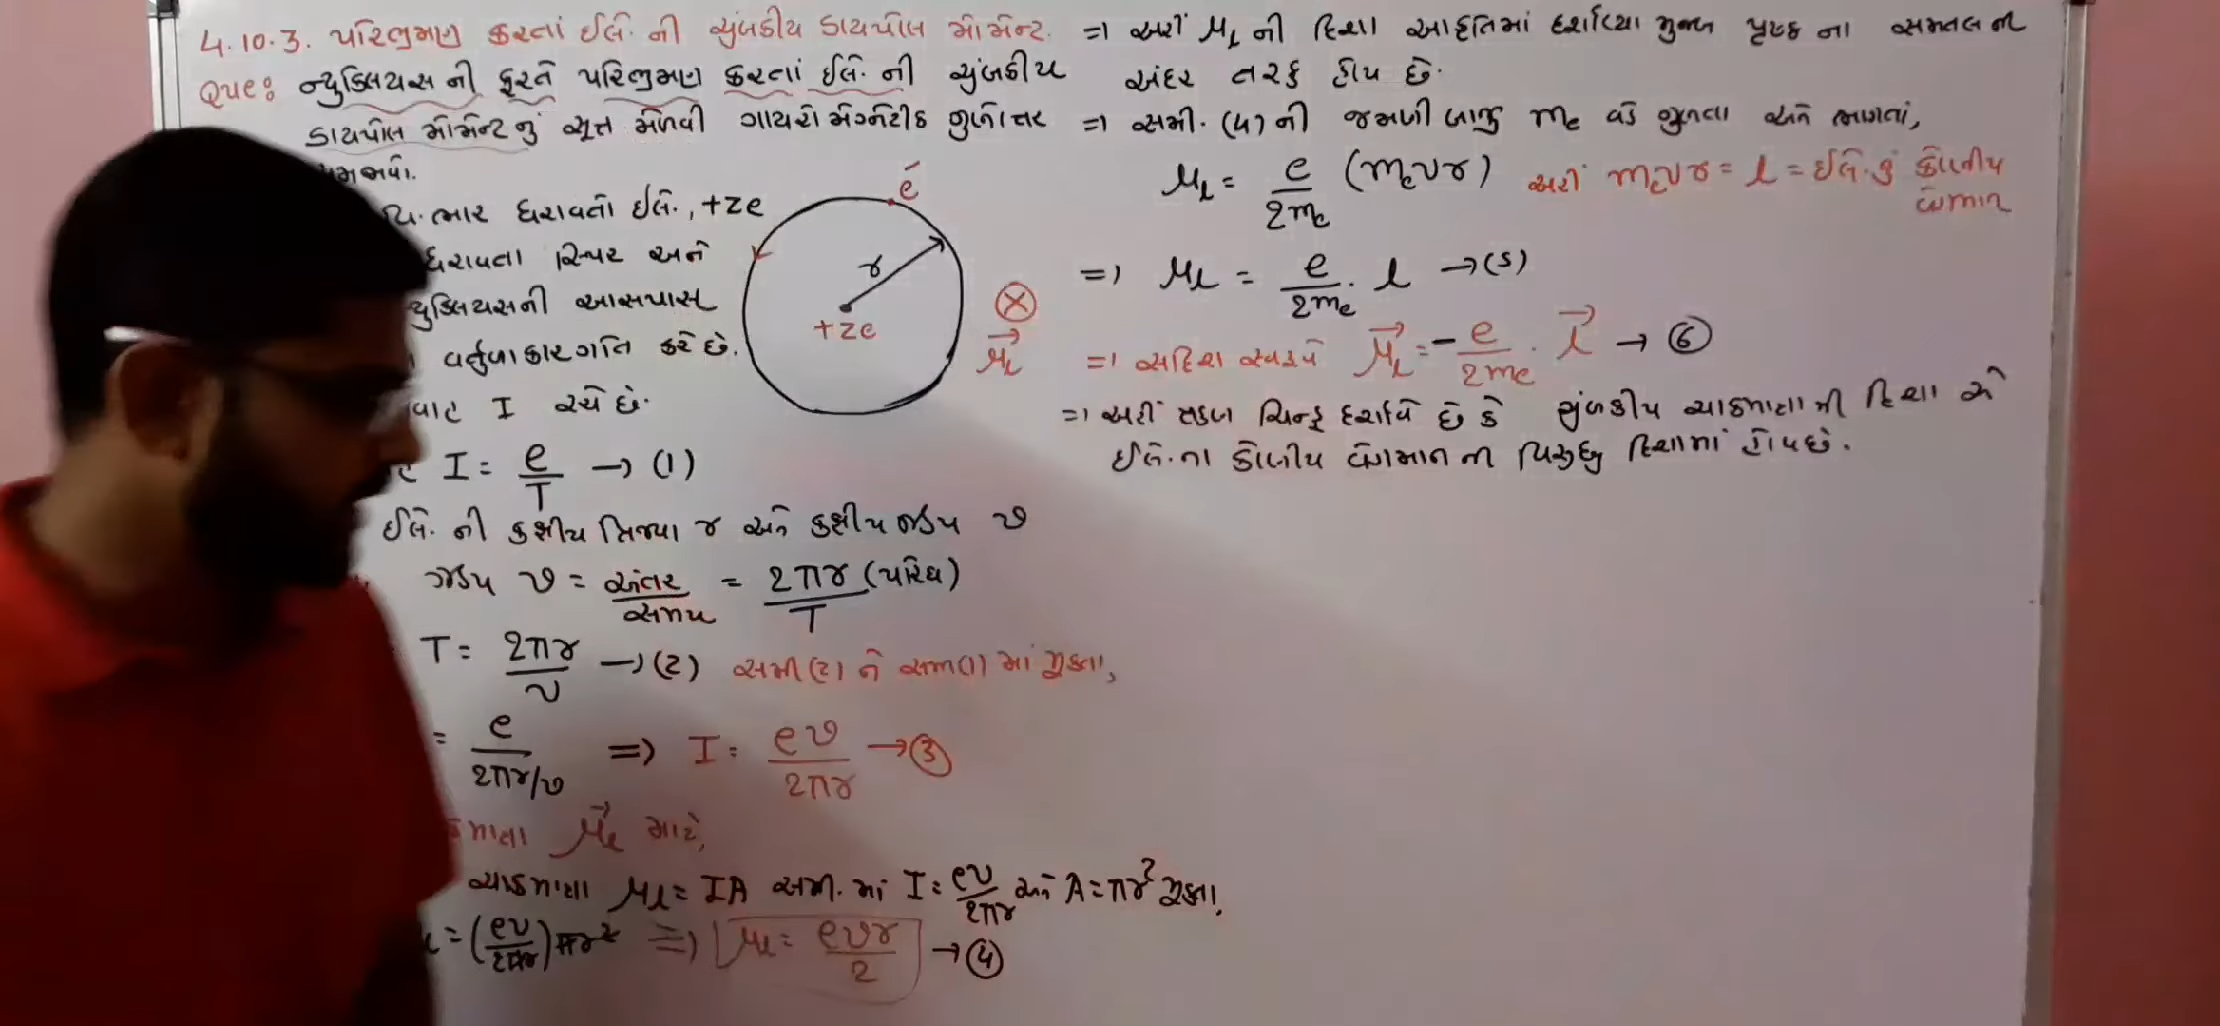 4.10.3. પરિભ્રમણ કરતાં ઈલે. ની ચુંબકીય ડાયપોલ મોમેન્ટ
Que: ન્યુક્લિયસ ની ફરતે પરિભ્રમણ કરતાં ઈલે. ની ચુંબકીય
ડાયપોલ મોમેન્ટ નું સૂત્ર મેળવી ગાયરો મેગ્નેટીક ગુણોત્તર
સમજાવો.
ભાર ધરાવતો ઈલે., +ze
ધરાવતા સ્થિર અને
ન્યુક્લિયસની આસપાસ
વર્તુળાકાર ગતિ કરે છે.
I રચે છે.
I = e/T → (1)
ઈલે. ની કક્ષીય ત્રિજ્યા r અને કક્ષીય ઝડપ v
ઝડપ v = અંતર/સમય = 2πr (પરિઘ)/T
T = 2πr/v → (2) સમી (2) ને સમી (1) માં મુકતા,
= e/2πr/v => I = ev/2πr → (3)
μ⃗l માટે,
ચાકમાત્રા μl = IA સમી. માં I = ev/2πr અને A = πr² મુકતા,
= (ev/2πr) πr² => μl = evr/2 → (4)
e⁻
r
+ze
⊗
μ⃗l
=> અહીં μl ની દિશા આકૃતિમાં દર્શાવ્યા મુજબ પૃષ્ઠ ના સમતલ ની
અંદર તરફ હોય છે.
=> સમી. (4) ની જમણી બાજુ me વડે ગુણતા અને ભાગતાં,
μl = e/2me (mevr) અહીં mevr = l = ઈલે. નું કોણીય
વેગમાન
=> μl = e/2me . l → (5)
=> સદિશ સ્વરૂપે μ⃗l = - e/2me . l⃗ → (6)
=> અહીં ઋણ ચિન્હ દર્શાવે છે કે ચુંબકીય ચાકમાત્રા ની દિશા એ
ઈલે. ના કોણીય વેગમાન ની વિરુદ્ધ દિશામાં હોય છે.